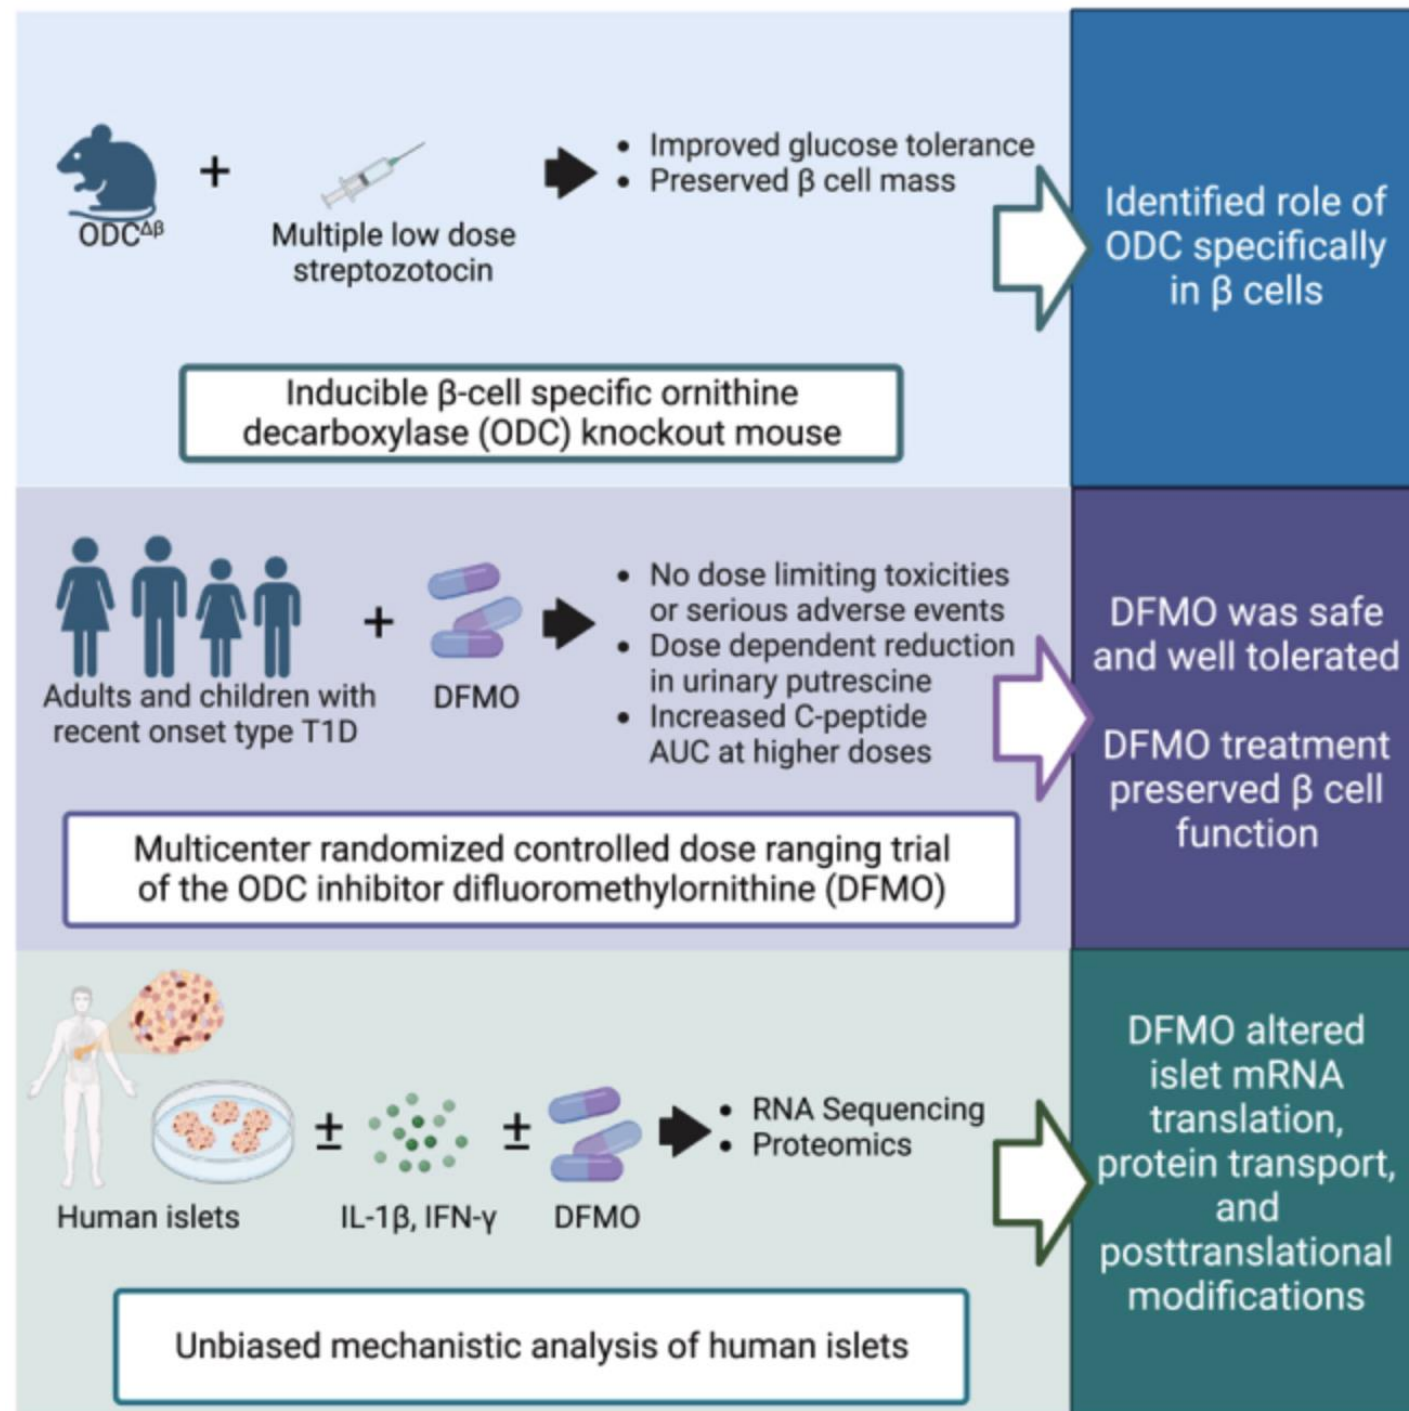 ODCΔβ
+
Multiple low dose
streptozotocin
• Improved glucose tolerance
• Preserved β cell mass
Identified role of
ODC specifically
in β cells
Inducible β-cell specific ornithine
decarboxylase (ODC) knockout mouse
Adults and children with
recent onset type T1D
+
DFMO
• No dose limiting toxicities
or serious adverse events
• Dose dependent reduction
in urinary putrescine
• Increased C-peptide
AUC at higher doses
DFMO was safe
and well tolerated
DFMO treatment
preserved β cell
function
Multicenter randomized controlled dose ranging trial
of the ODC inhibitor difluoromethylornithine (DFMO)
Human islets
±
IL-1β, IFN-γ
±
DFMO
• RNA Sequencing
• Proteomics
DFMO altered
islet mRNA
translation,
protein transport,
and
posttranslational
modifications
Unbiased mechanistic analysis of human islets